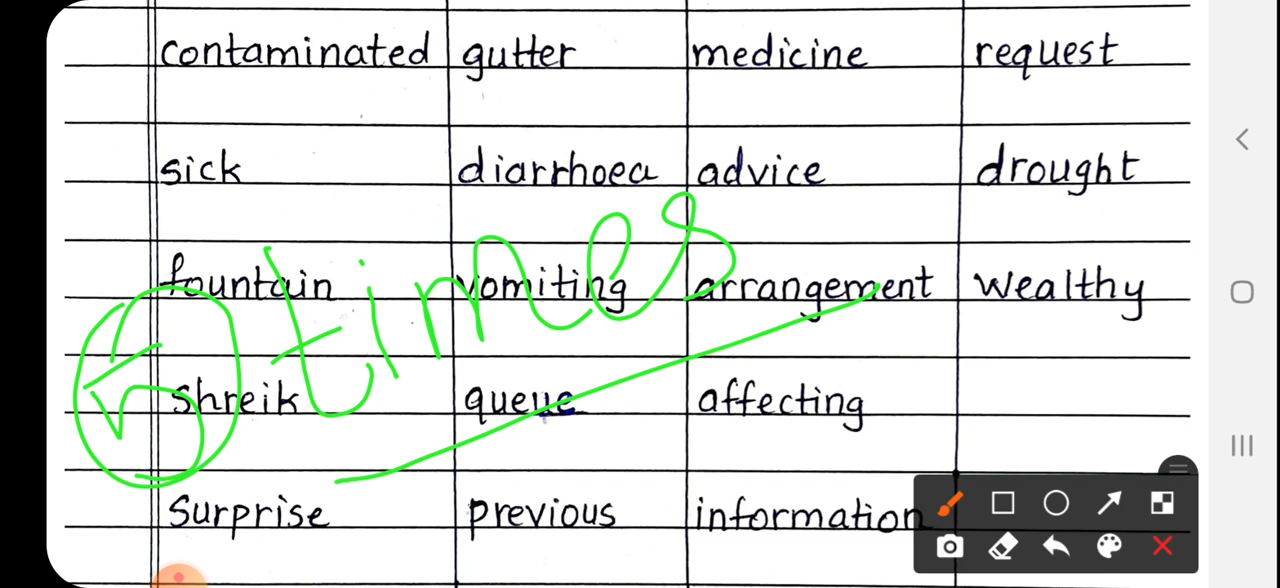 contaminated gutter medicine request
sick diarrhoea advice drought
fountain vomiting arrangement wealthy
5 times
shreik queue affecting
surprise previous information